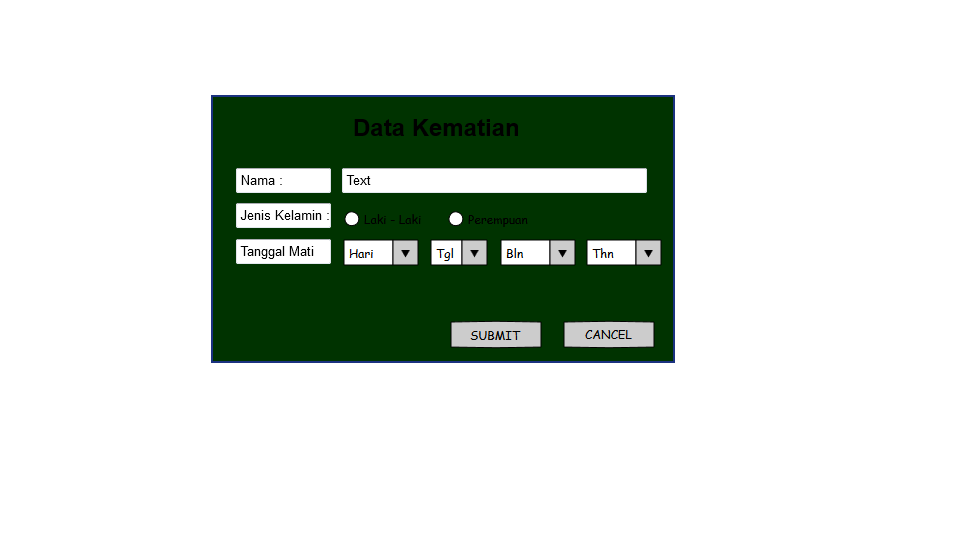 Data Kematian
Nama : Text
Jenis Kelamin : Laki - Laki Perempuan
Tanggal Mati Hari Tgl Bln Thn
SUBMIT CANCEL